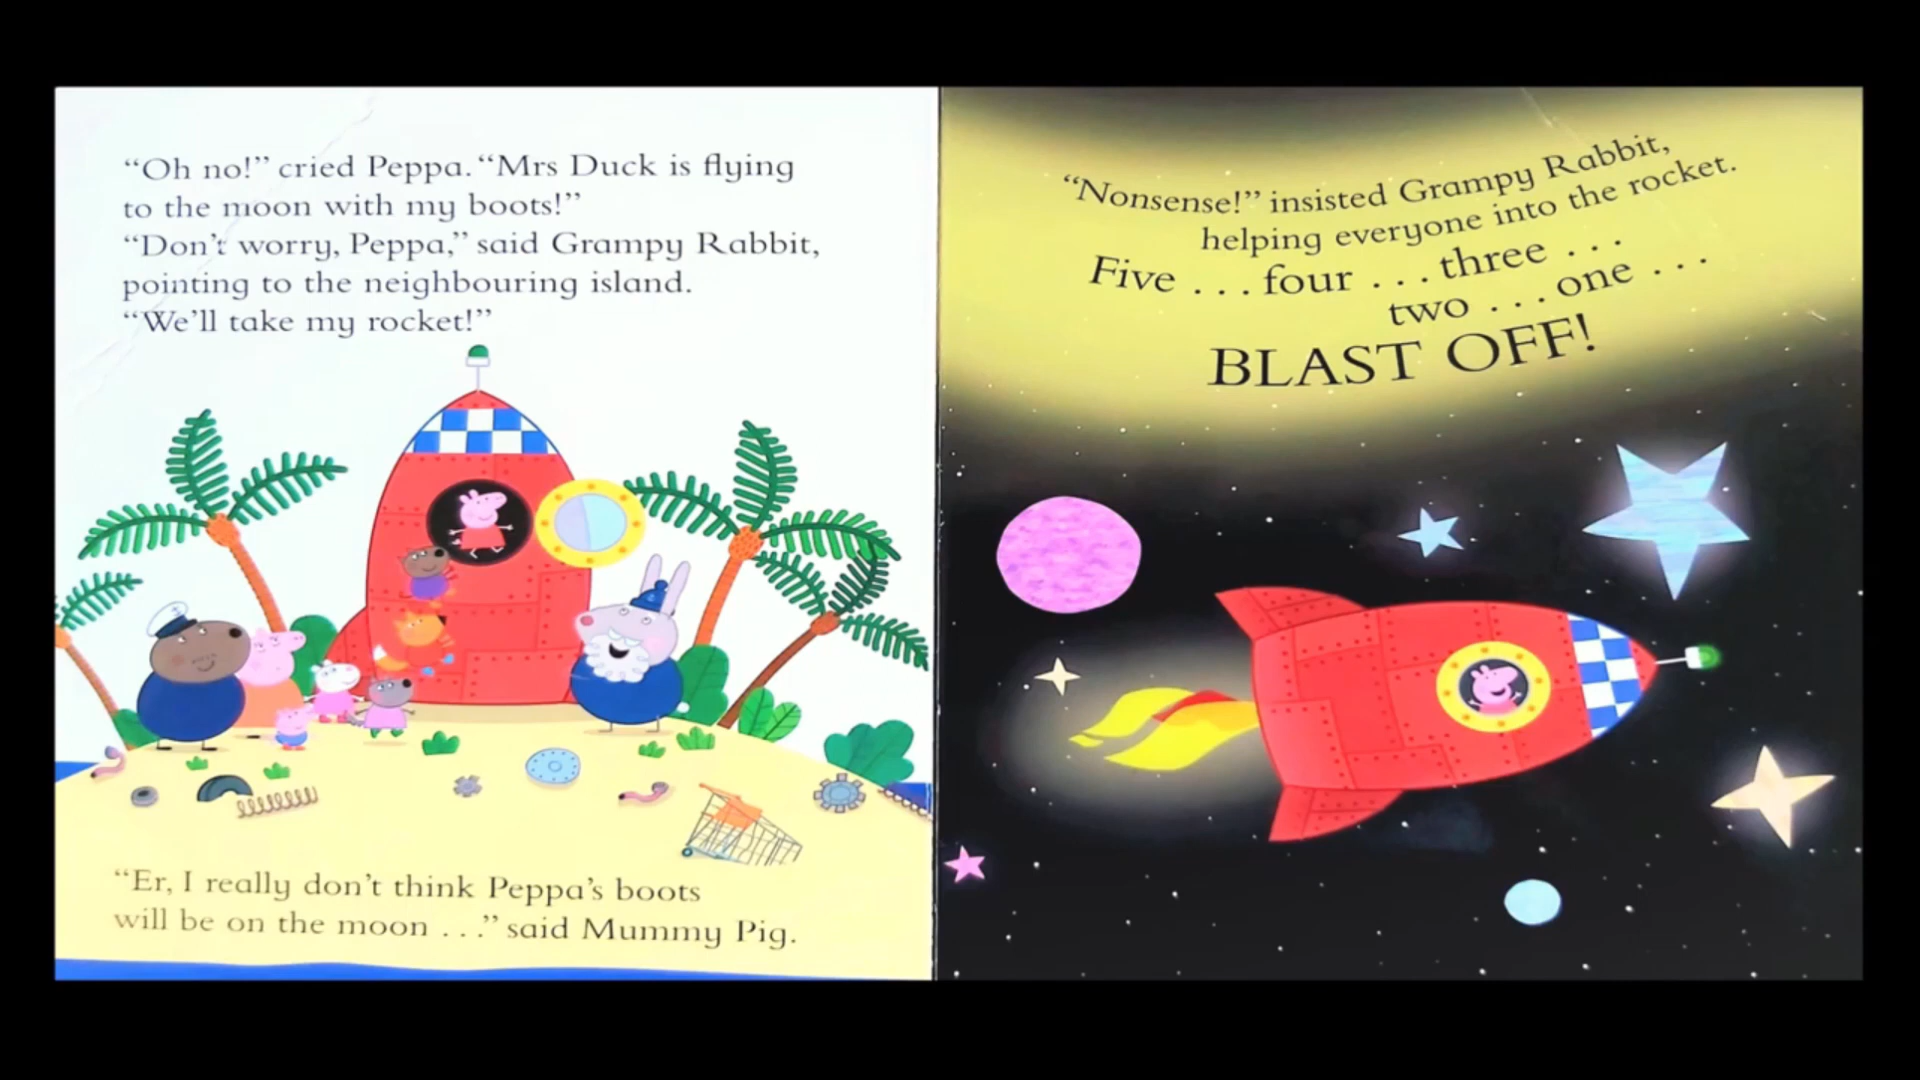 “Oh no!” cried Peppa. “Mrs Duck is flying
to the moon with my boots!”
“Don’t worry, Peppa,” said Grampy Rabbit,
pointing to the neighbouring island.
“We’ll take my rocket!”
“Er, I really don’t think Peppa’s boots
will be on the moon . . .” said Mummy Pig.
“Nonsense!” insisted Grampy Rabbit,
helping everyone into the rocket.
Five . . . four . . . three . . .
two . . . one . . .
BLAST OFF!